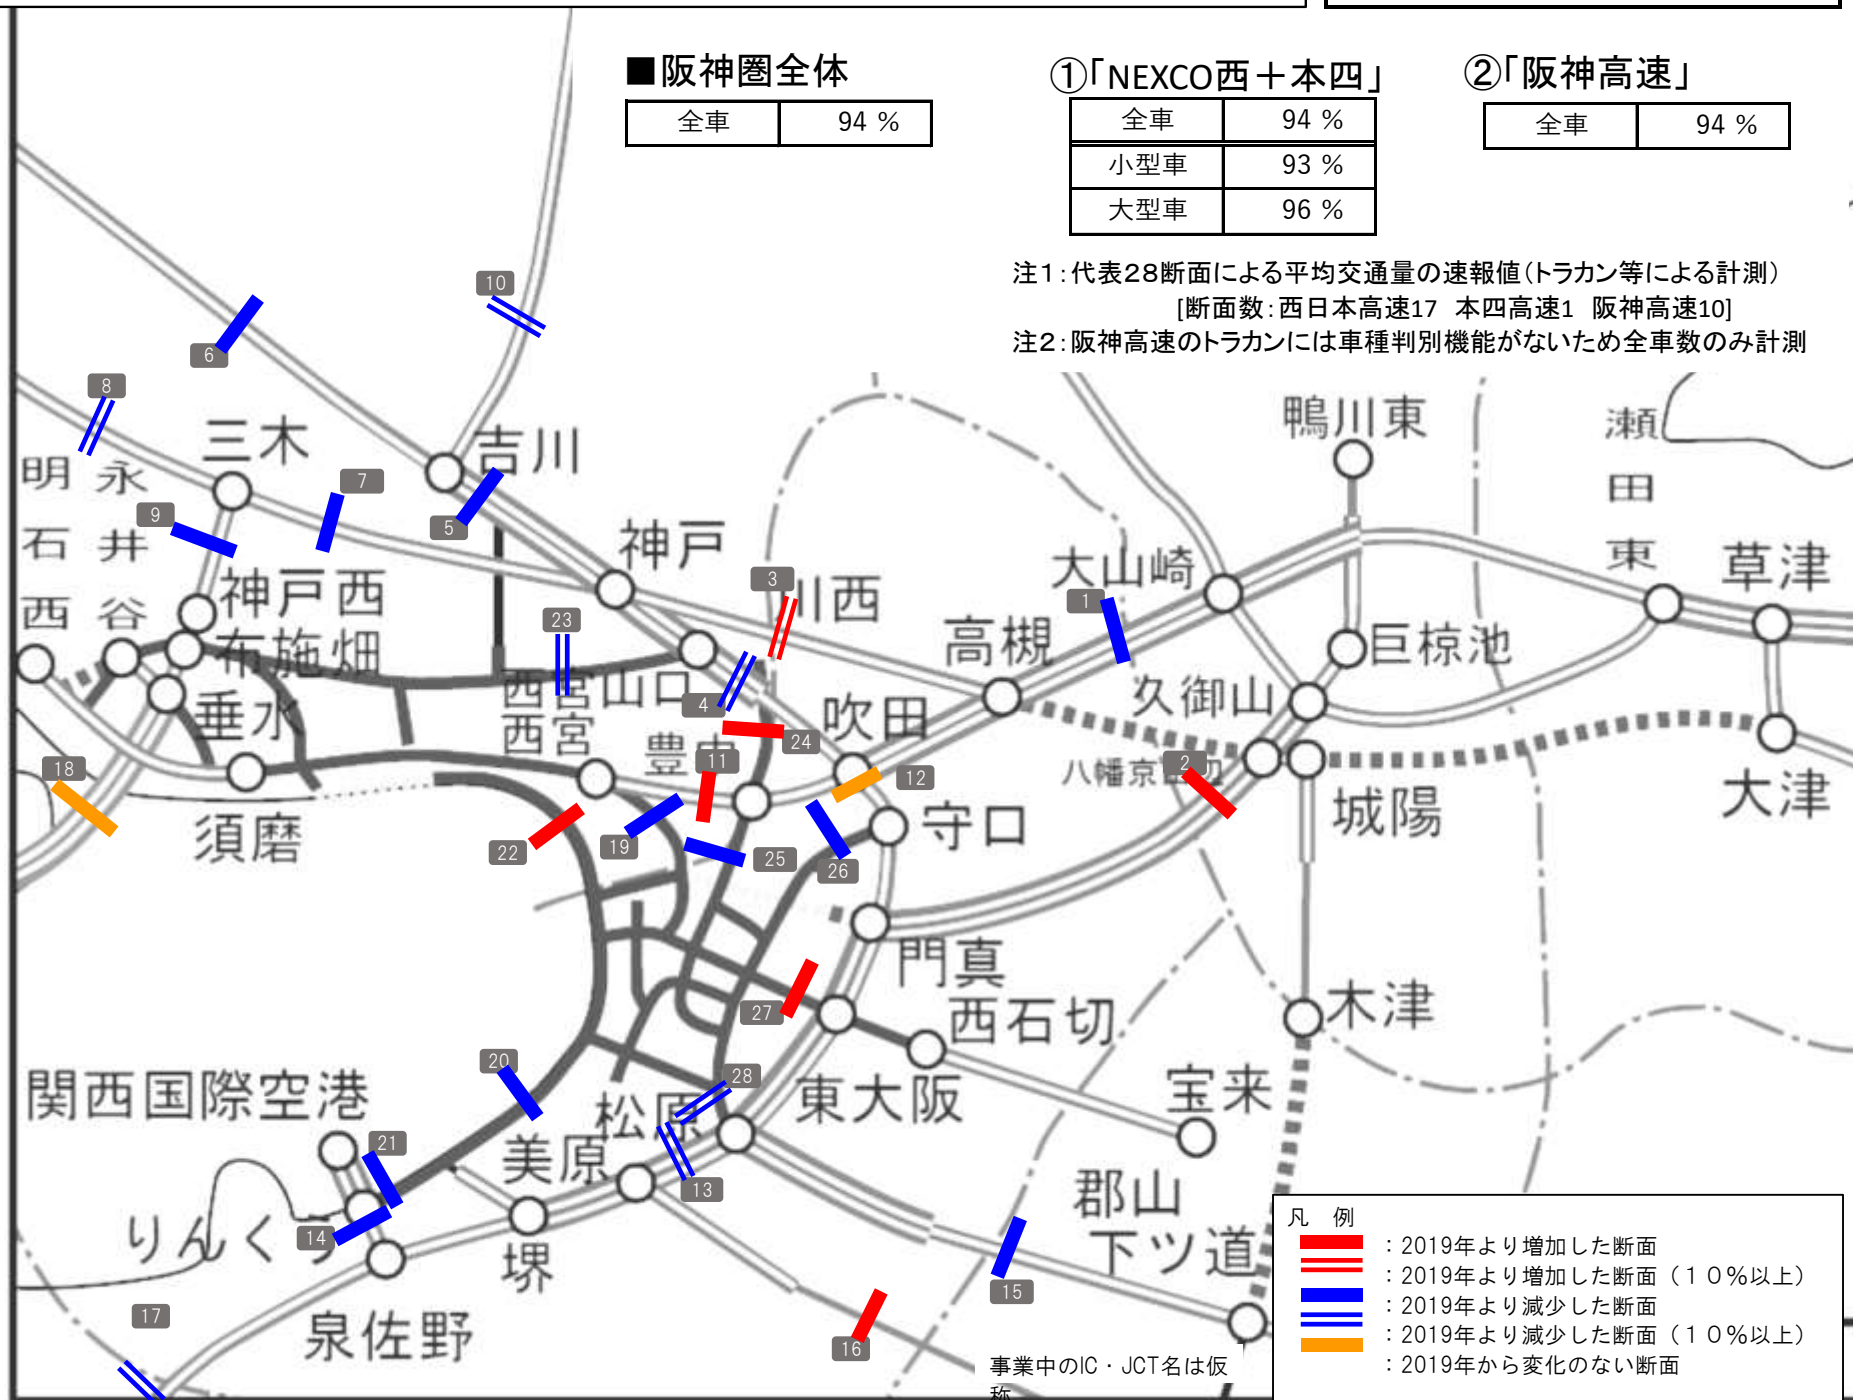 ■阪神圏全体
全車 94 %
①「NEXCO西＋本四」
全車 94 %
小型車 93 %
大型車 96 %
②「阪神高速」
全車 94 %
注1：代表28断面による平均交通量の速報値（トラカン等による計測）
[断面数：西日本高速17 本四高速1 阪神高速10]
注2：阪神高速のトラカンには車種判別機能がないため全車数のみ計測
10
6
8
三木
吉川
鴨川東
瀬田東
明石西
永井谷
7
9
5
神戸
大山崎
草津
神戸西
布施畑
3
川西
1
23
高槻
巨椋池
西宮山口
4
久御山
垂水
西宮
吹田
24
豊中
11
12
八幡京田辺
2
18
大津
須磨
守口
城陽
22
19
25
26
門真
27
西石切
木津
20
28
関西国際空港
松原
東大阪
宝来
21
美原
13
郡山
下ツ道
りんくう
14
堺
15
17
泉佐野
16
事業中のIC・JCT名は仮
称
凡 例
：2019年より増加した断面
：2019年より増加した断面（１０％以上）
：2019年より減少した断面
：2019年より減少した断面（１０％以上）
：2019年から変化のない断面